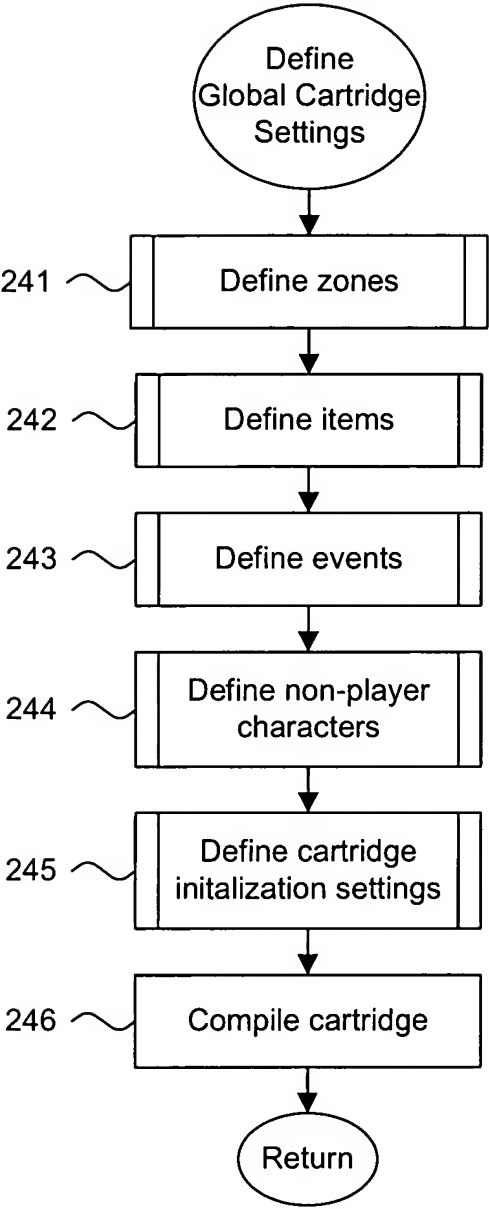 Define
Global Cartridge
Settings
241
Define zones
242
Define items
243
Define events
244
Define non-player
characters
245
Define cartridge
initalization settings
246
Compile cartridge
Return